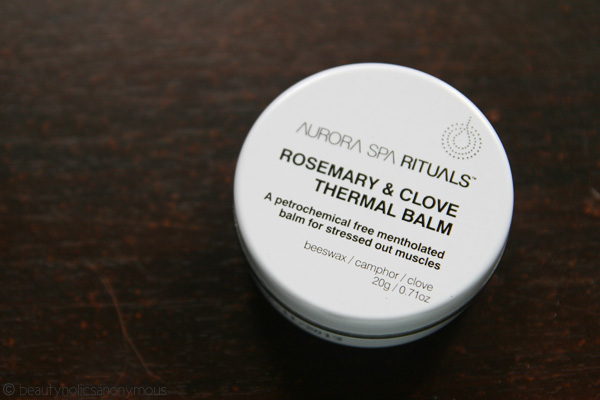 AURORA SPA RITUALS™
ROSEMARY & CLOVE
THERMAL BALM
A petrochemical free mentholated
balm for stressed out muscles
beeswax / camphor / clove
20g / 0.71oz
© beautyholicsanonymous